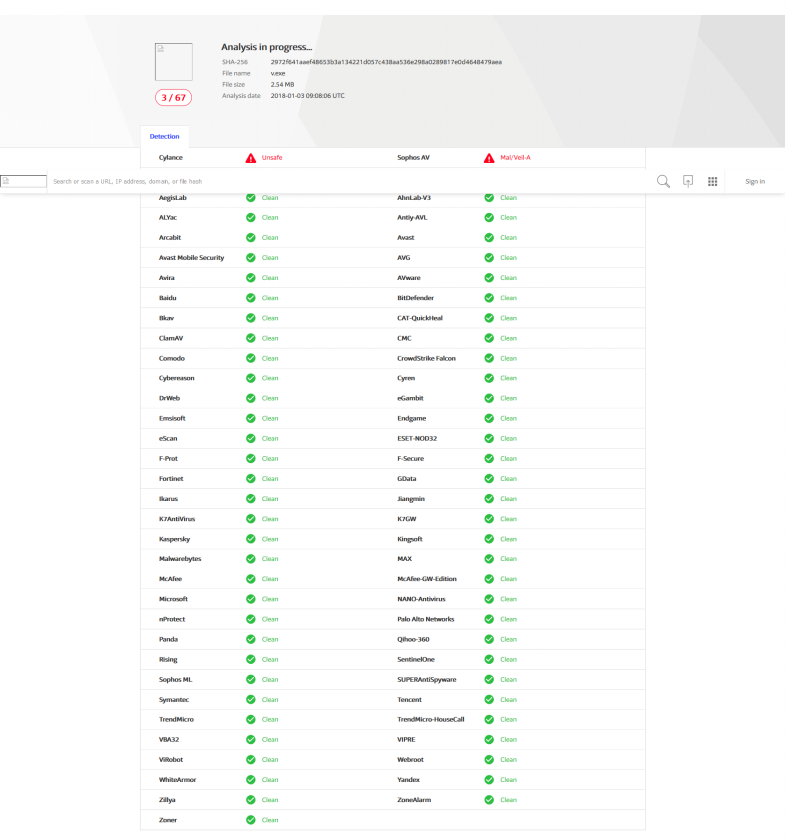 Analysis in progress...
SHA-256 2972f641aaef48653b3a134221d057c438aa536e298a0289817e0d4648479aea
File name v.exe
File size 2.54 MB
3 / 67
Analysis date 2018-01-03 09:08:06 UTC
Detection
Cylance Unsafe Sophos AV Mal/Veil-A
Search or scan a URL, IP address, domain, or file hash Sign in
AegisLab Clean AhnLab-V3 Clean
ALYac Clean Antiy-AVL Clean
Arcabit Clean Avast Clean
Avast Mobile Security Clean AVG Clean
Avira Clean AVware Clean
Baidu Clean BitDefender Clean
Bkav Clean CAT-QuickHeal Clean
ClamAV Clean CMC Clean
Comodo Clean CrowdStrike Falcon Clean
Cybereason Clean Cyren Clean
DrWeb Clean eGambit Clean
Emsisoft Clean Endgame Clean
eScan Clean ESET-NOD32 Clean
F-Prot Clean F-Secure Clean
Fortinet Clean GData Clean
Ikarus Clean Jiangmin Clean
K7AntiVirus Clean K7GW Clean
Kaspersky Clean Kingsoft Clean
Malwarebytes Clean MAX Clean
McAfee Clean McAfee-GW-Edition Clean
Microsoft Clean NANO-Antivirus Clean
nProtect Clean Palo Alto Networks Clean
Panda Clean Qihoo-360 Clean
Rising Clean SentinelOne Clean
Sophos ML Clean SUPERAntiSpyware Clean
Symantec Clean Tencent Clean
TrendMicro Clean TrendMicro-HouseCall Clean
VBA32 Clean VIPRE Clean
ViRobot Clean Webroot Clean
WhiteArmor Clean Yandex Clean
Zillya Clean ZoneAlarm Clean
Zoner Clean